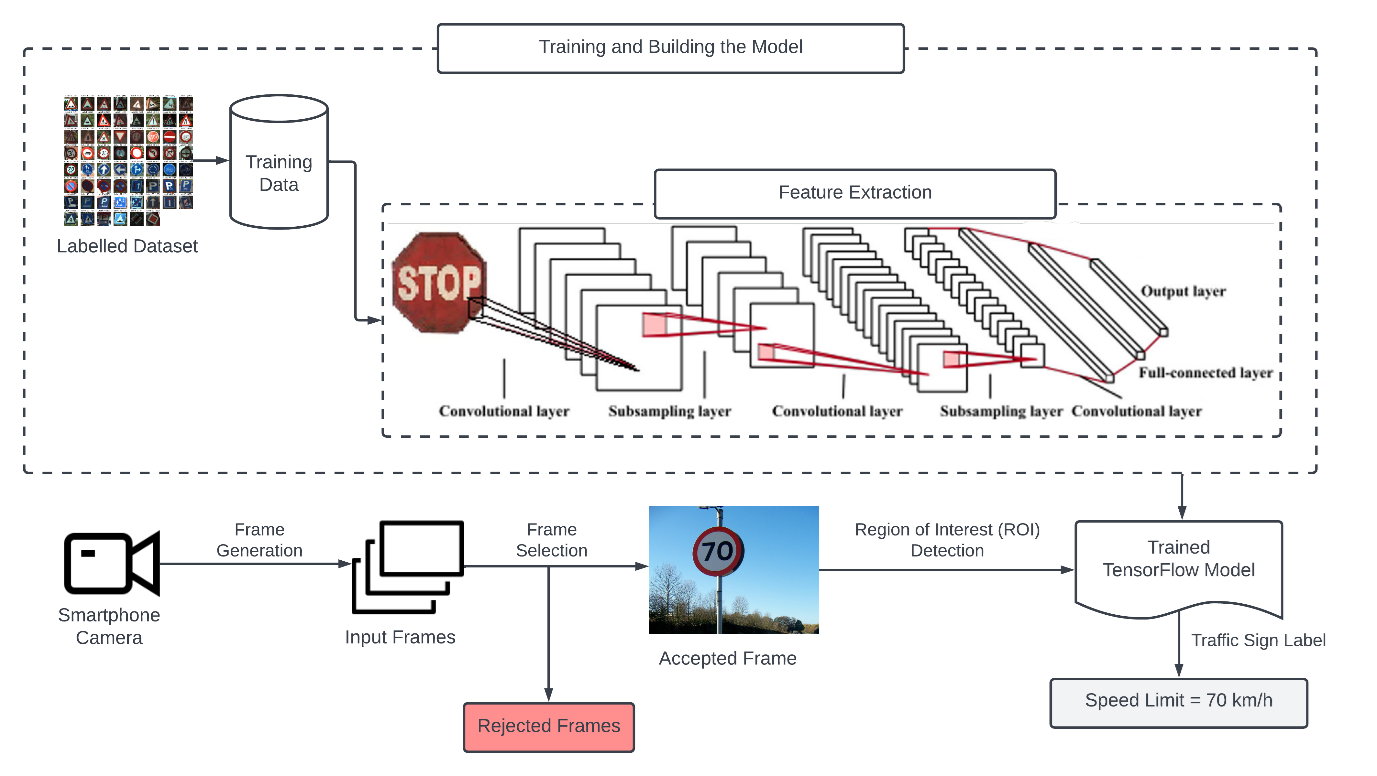 Training and Building the Model
Training
Data
Labelled Dataset
Feature Extraction
STOP
Output layer
Full-connected layer
Convolutional layer
Subsampling layer
Convolutional layer
Subsampling layer
Convolutional layer
Frame
Generation
Frame
Selection
70
Region of Interest (ROI)
Detection
Trained
TensorFlow Model
Smartphone
Camera
Input Frames
Accepted Frame
Traffic Sign Label
Rejected Frames
Speed Limit = 70 km/h